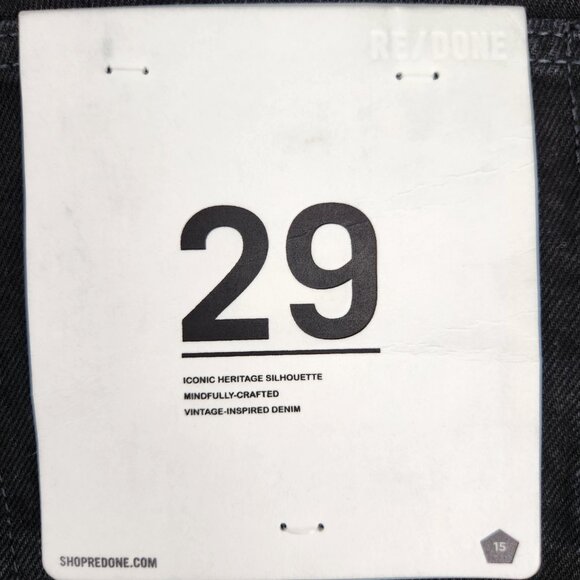 RE/DONE
29
ICONIC HERITAGE SILHOUETTE
MINDFULLY-CRAFTED
VINTAGE-INSPIRED DENIM
SHOPREDONE.COM
15